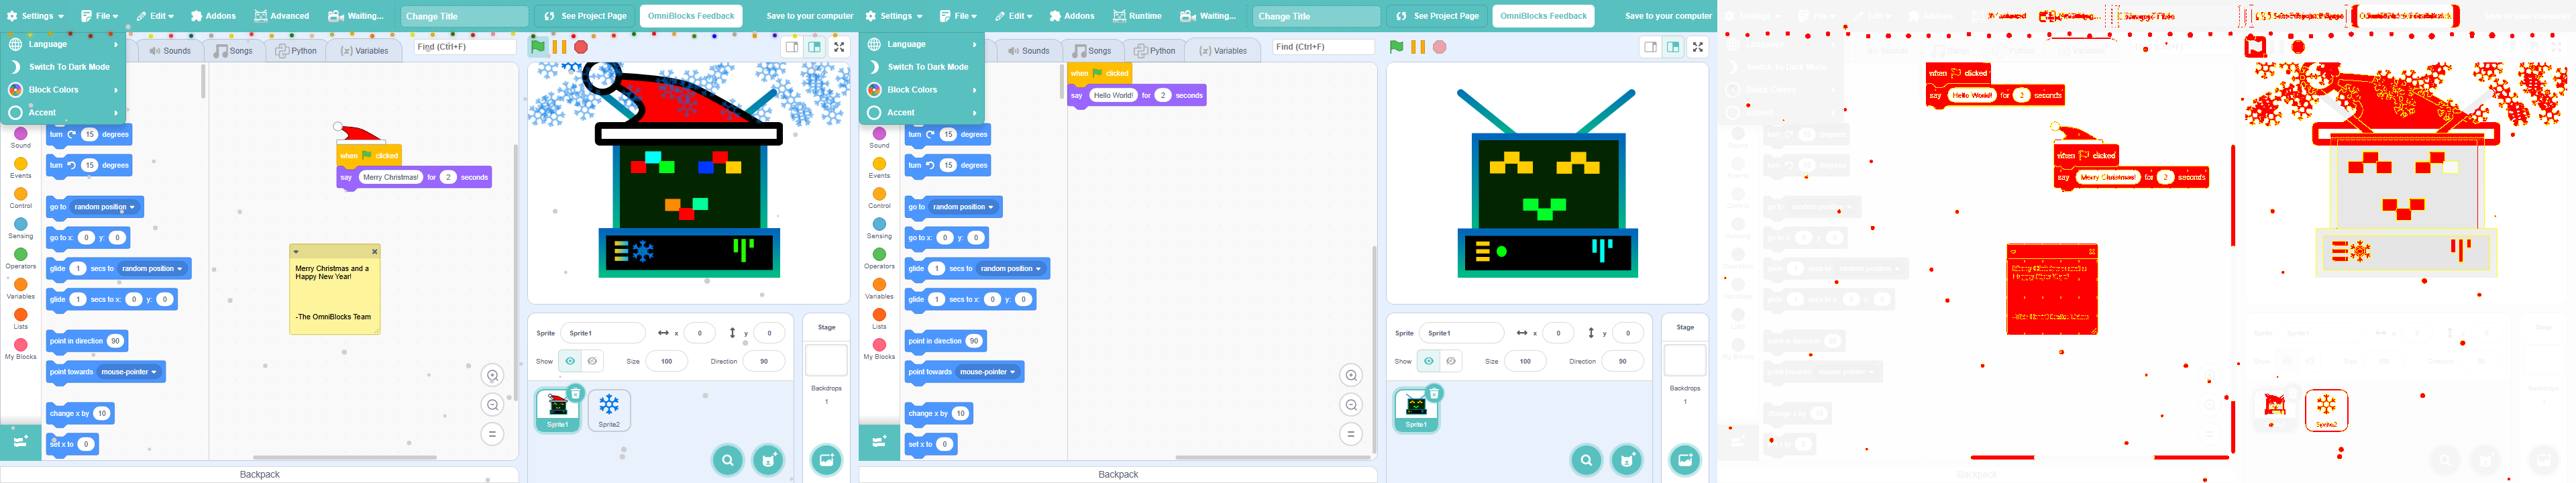 Settings File Edit Addons Advanced Waiting... Change Title See Project Page OmniBlocks Feedback Save to your computer
Language
Switch To Dark Mode
Block Colors
Accent
Sounds Songs Python (x) Variables Find (Ctrl+F)
Sound
Events
Control
Sensing
Operators
Variables
Lists
My Blocks
turn 15 degrees
turn 15 degrees
go to random position
go to x: 0 y: 0
glide 1 secs to random position
glide 1 secs to x: 0 y: 0
point in direction 90
point towards mouse-pointer
change x by 10
set x to 0
when clicked
say Merry Christmas! for 2 seconds
Merry Christmas and a
Happy New Year!
-The OmniBlocks Team
Backpack
Sprite Sprite1 x 0 y 0
Show Size 100 Direction 90
Sprite1 Sprite2
Stage
Backdrops
1
Settings File Edit Addons Runtime Waiting... Change Title See Project Page OmniBlocks Feedback Save to your computer
Language
Switch To Dark Mode
Block Colors
Accent
Sounds Songs Python (x) Variables Find (Ctrl+F)
Sound
Events
Control
Sensing
Operators
Variables
Lists
My Blocks
turn 15 degrees
turn 15 degrees
go to random position
go to x: 0 y: 0
glide 1 secs to random position
glide 1 secs to x: 0 y: 0
point in direction 90
point towards mouse-pointer
change x by 10
set x to 0
when clicked
say Hello World! for 2 seconds
Backpack
Sprite Sprite1 x 0 y 0
Show Size 100 Direction 90
Sprite1
Stage
Backdrops
1
when clicked
say Hello World! for 2 seconds
when clicked
say Merry Christmas! for 2 seconds
Sprite2
Backpack